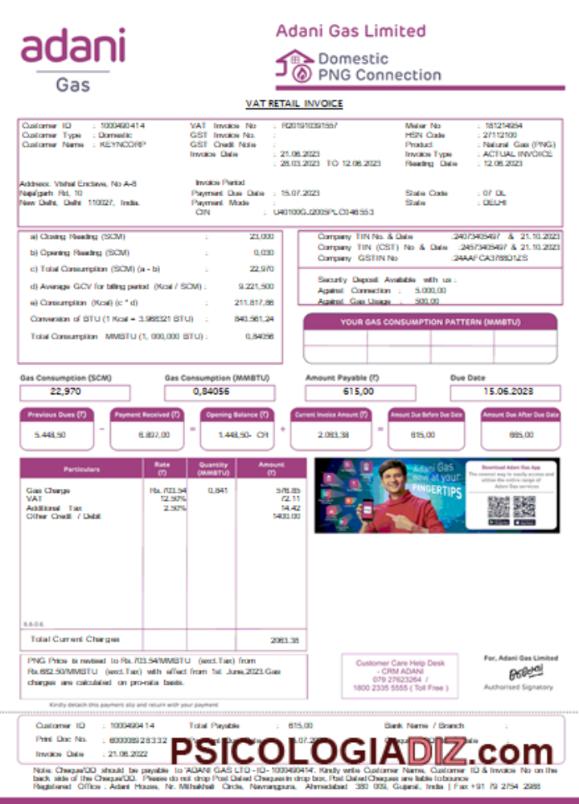 adani
Gas
Adani Gas Limited
Domestic
PNG Connection
VAT RETAIL INVOICE
Customer ID : 1000490414
Customer Type : Domestic
Customer Name : KEYNCORP
Address: Vishal Enclave, No A-8
Najafgarh Rd, 10
New Delhi, Delhi 110027, India.
VAT Invoice No : R201910391557
GST Invoice No. :
GST Credit Note :
Invoice Date : 21.06.2023
: 28.03.2023 TO 12.06.2023
Invoice Period
Payment Due Date : 15.07.2023
Payment Mode :
CIN
Meter No : 181214954
HSN Code : 27112100
Product : Natural Gas (PNG)
Invoice Type : ACTUAL INVOICE
Reading Date : 12.06.2023
State Code : 07 DL
State : DELHI
a) Closing Reading (SCM) : 23,000
b) Opening Reading (SCM) : 0,030
c) Total Consumption (SCM) (a - b) : 22,970
d) Average GCV for billing period (Kcal / SCM) : 9.221,500
e) Consumption (Kcal) (c * d) : 211.817,86
Conversion of BTU (1 Kcal = 3.968321 BTU) : 840.561,24
Total Consumption MMBTU (1, 000,000 BTU) : 0,84056
Company TIN No. & Date : 24073405497 & 21.10.2023
Company TIN (CST) No & Date : 24573405497 & 21.10.2023
Company GSTIN No
Security Deposit Available with us :
Against Connection : 5.000,00
Against Gas Usage : 500,00
YOUR GAS CONSUMPTION PATTERN (MMBTU)
Gas Consumption (SCM) Gas Consumption (MMBTU) Amount Payable (₹) Due Date
22,970 0,84056 615,00 15.06.2023
Previous Dues (₹) Payment Received (₹) Opening Balance (₹) Current Invoice Amount (₹) Amount Due Before Due Date Amount Due After Due Date
5.448,50 – 6.897,00 = 1.448,50- CR + 2.063,38 = 615,00 665,00
Particulars Rate (₹) Quantity (MMBTU) Amount (₹)
Gas Charge Rs.703.54 0,841 576.85
VAT 12.50% 72.11
Additional Tax 2.50% 14.42
Other Credit / Debit 1400.00
Total Current Charges 2063.38
Adani Gas
now at your
FINGERTIPS
Download Adani Gas App
The easiest way to easily access and
utilise the entire range of
Adani Gas services
PNG Price is revised to Rs.703.54/MMBTU (excl.Tax) from
Rs.682.50/MMBTU (excl.Tax) with effect from 1st June,2023.Gas
charges are calculated on pro-rata basis.
Customer Care Help Desk
- CRM ADANI
079 27623264 /
1800 2335 5555 ( Toll Free )
For, Adani Gas Limited
Authorised Signatory
Kindly detach this payment slip and return with your payment
Customer ID : 1000490414 Total Payable : 615,00 Bank Name / Branch :
Print Doc No. : 600008928332
Invoice Date : 21.06.2022
PSICOLOGIADIZ.com
Note: Cheque/DD should be payable to 'ADANI GAS LTD - ID - 1000490414'. Kindly write Customer Name, Customer ID & Invoice No on the
back side of the Cheque/DD. Please do not drop Post Dated Cheques in drop box, Post Dated Cheques are liable to bounce
Registered Office : Adani House, Nr. Mithakhali Circle, Navrangpura, Ahmedabad 380 009, Gujarat, India | Fax +91 79 2754 2988